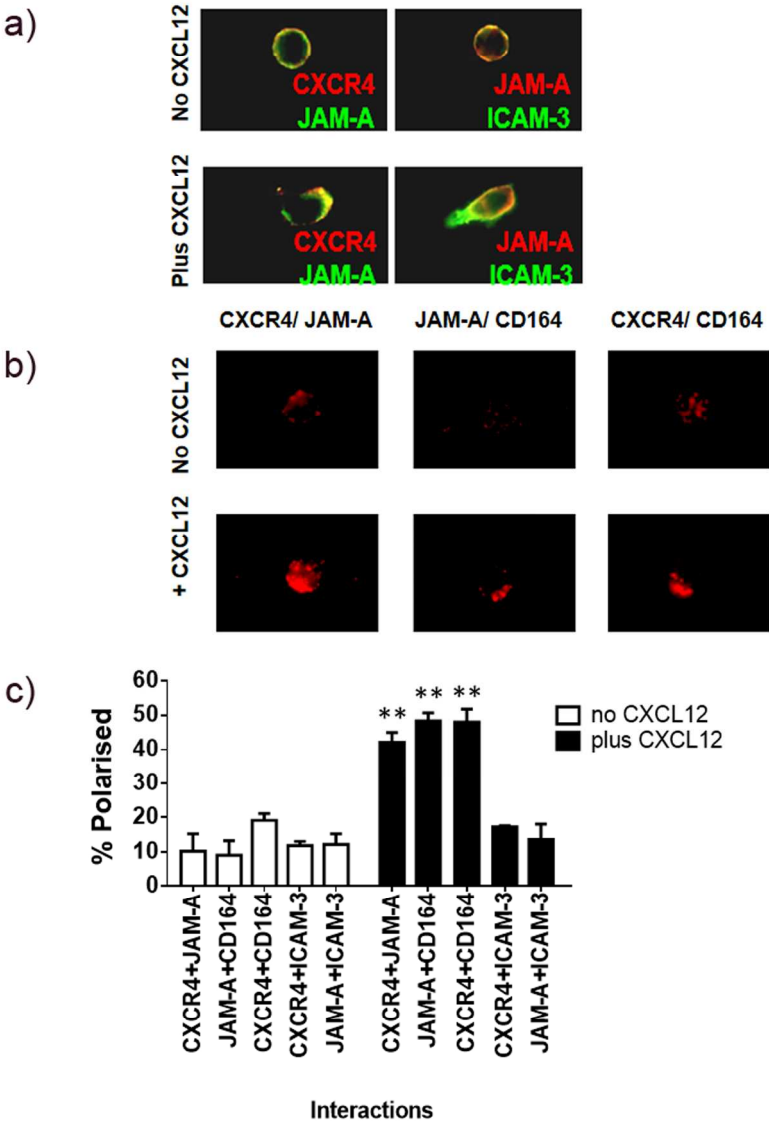 a)
No CXCL12
CXCR4
JAM-A
JAM-A
ICAM-3
Plus CXCL12
CXCR4
JAM-A
JAM-A
ICAM-3
b)
CXCR4/ JAM-A
JAM-A/ CD164
CXCR4/ CD164
No CXCL12
+ CXCL12
c)
% Polarised
60
50
40
30
20
10
0
**
**
**
no CXCL12
plus CXCL12
CXCR4+JAM-A
JAM-A+CD164
CXCR4+CD164
CXCR4+ICAM-3
JAM-A+ICAM-3
CXCR4+JAM-A
JAM-A+CD164
CXCR4+CD164
CXCR4+ICAM-3
JAM-A+ICAM-3
Interactions